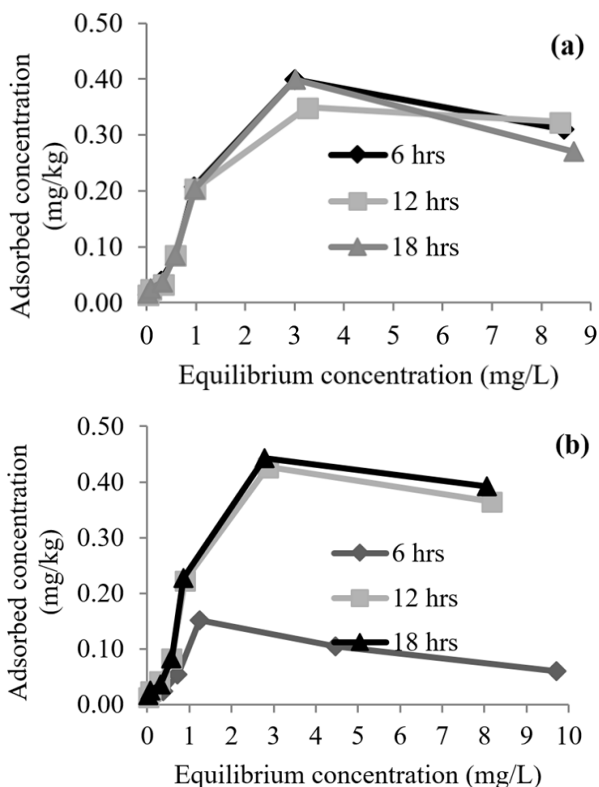 (a)
Adsorbed concentration
(mg/kg)
0.50
0.40
0.30
0.20
0.10
0.00
6 hrs
12 hrs
18 hrs
0 1 2 3 4 5 6 7 8 9
Equilibrium concentration (mg/L)
(b)
Adsorbed concentration
(mg/kg)
0.50
0.40
0.30
0.20
0.10
0.00
6 hrs
12 hrs
18 hrs
0 1 2 3 4 5 6 7 8 9 10
Equilibrium concentration (mg/L)